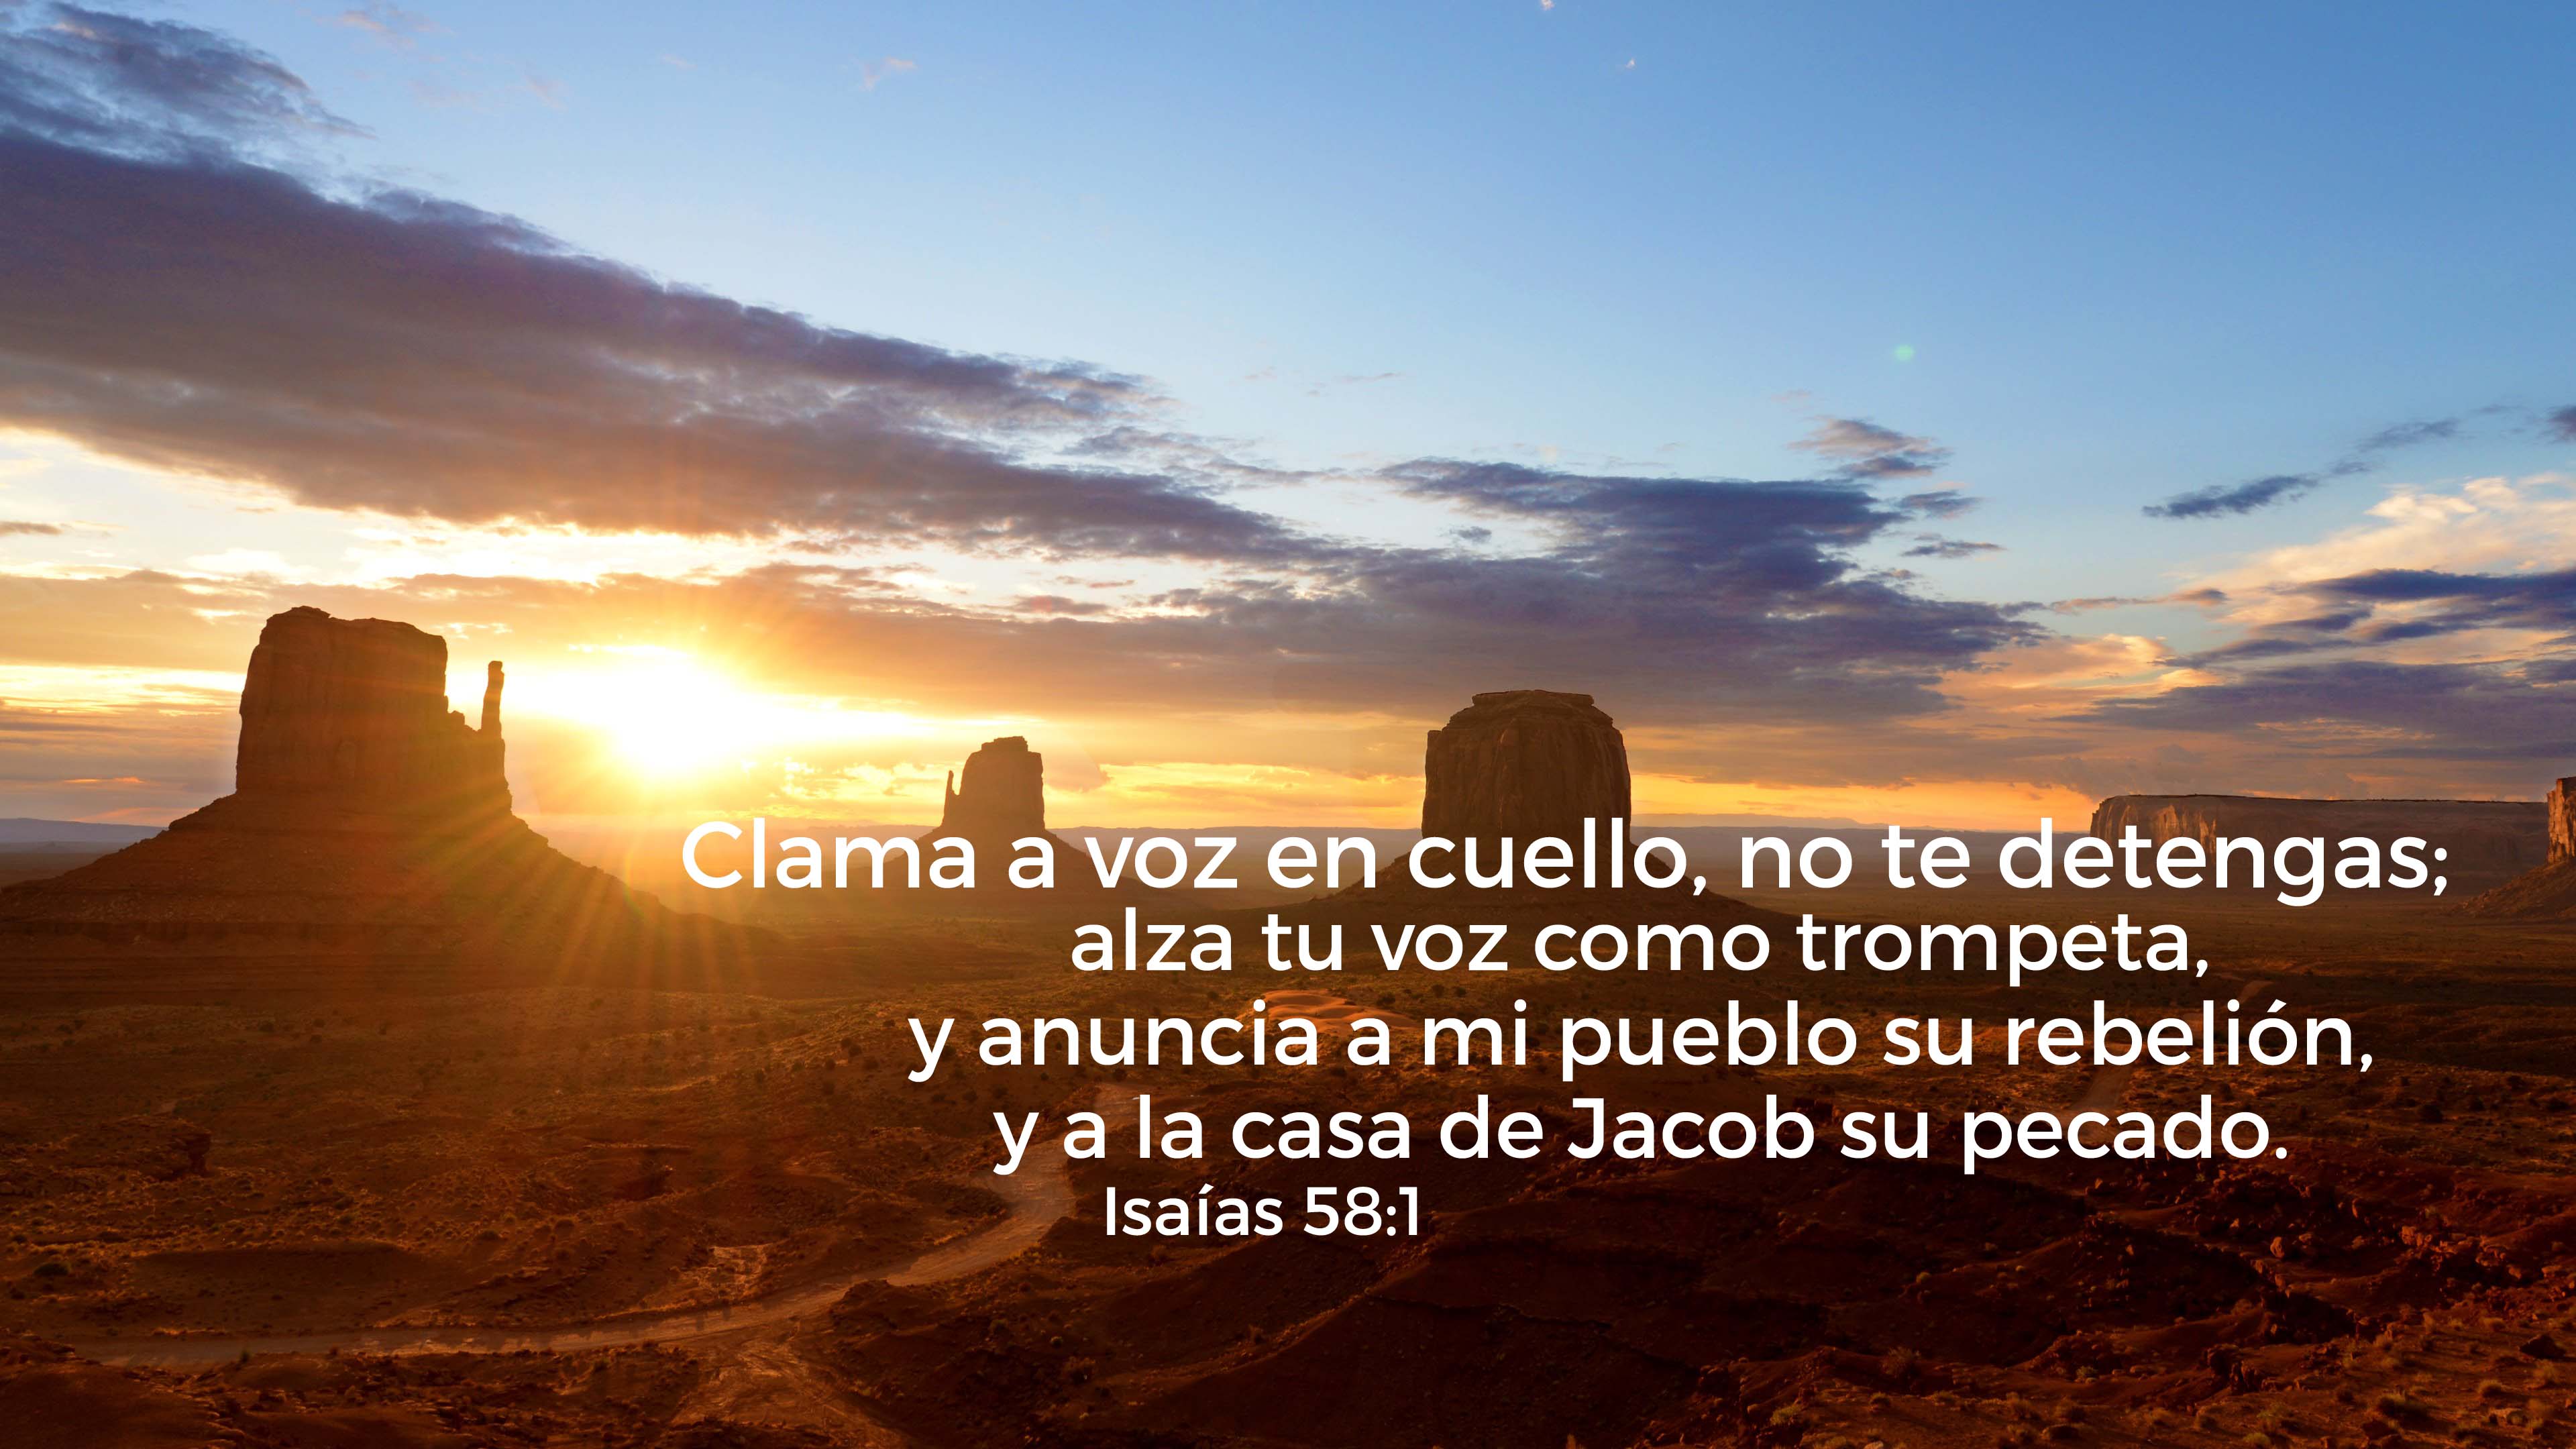 Clama a voz en cuello, no te detengas;
alza tu voz como trompeta,
y anuncia a mi pueblo su rebelión,
y a la casa de Jacob su pecado.
Isaías 58:1